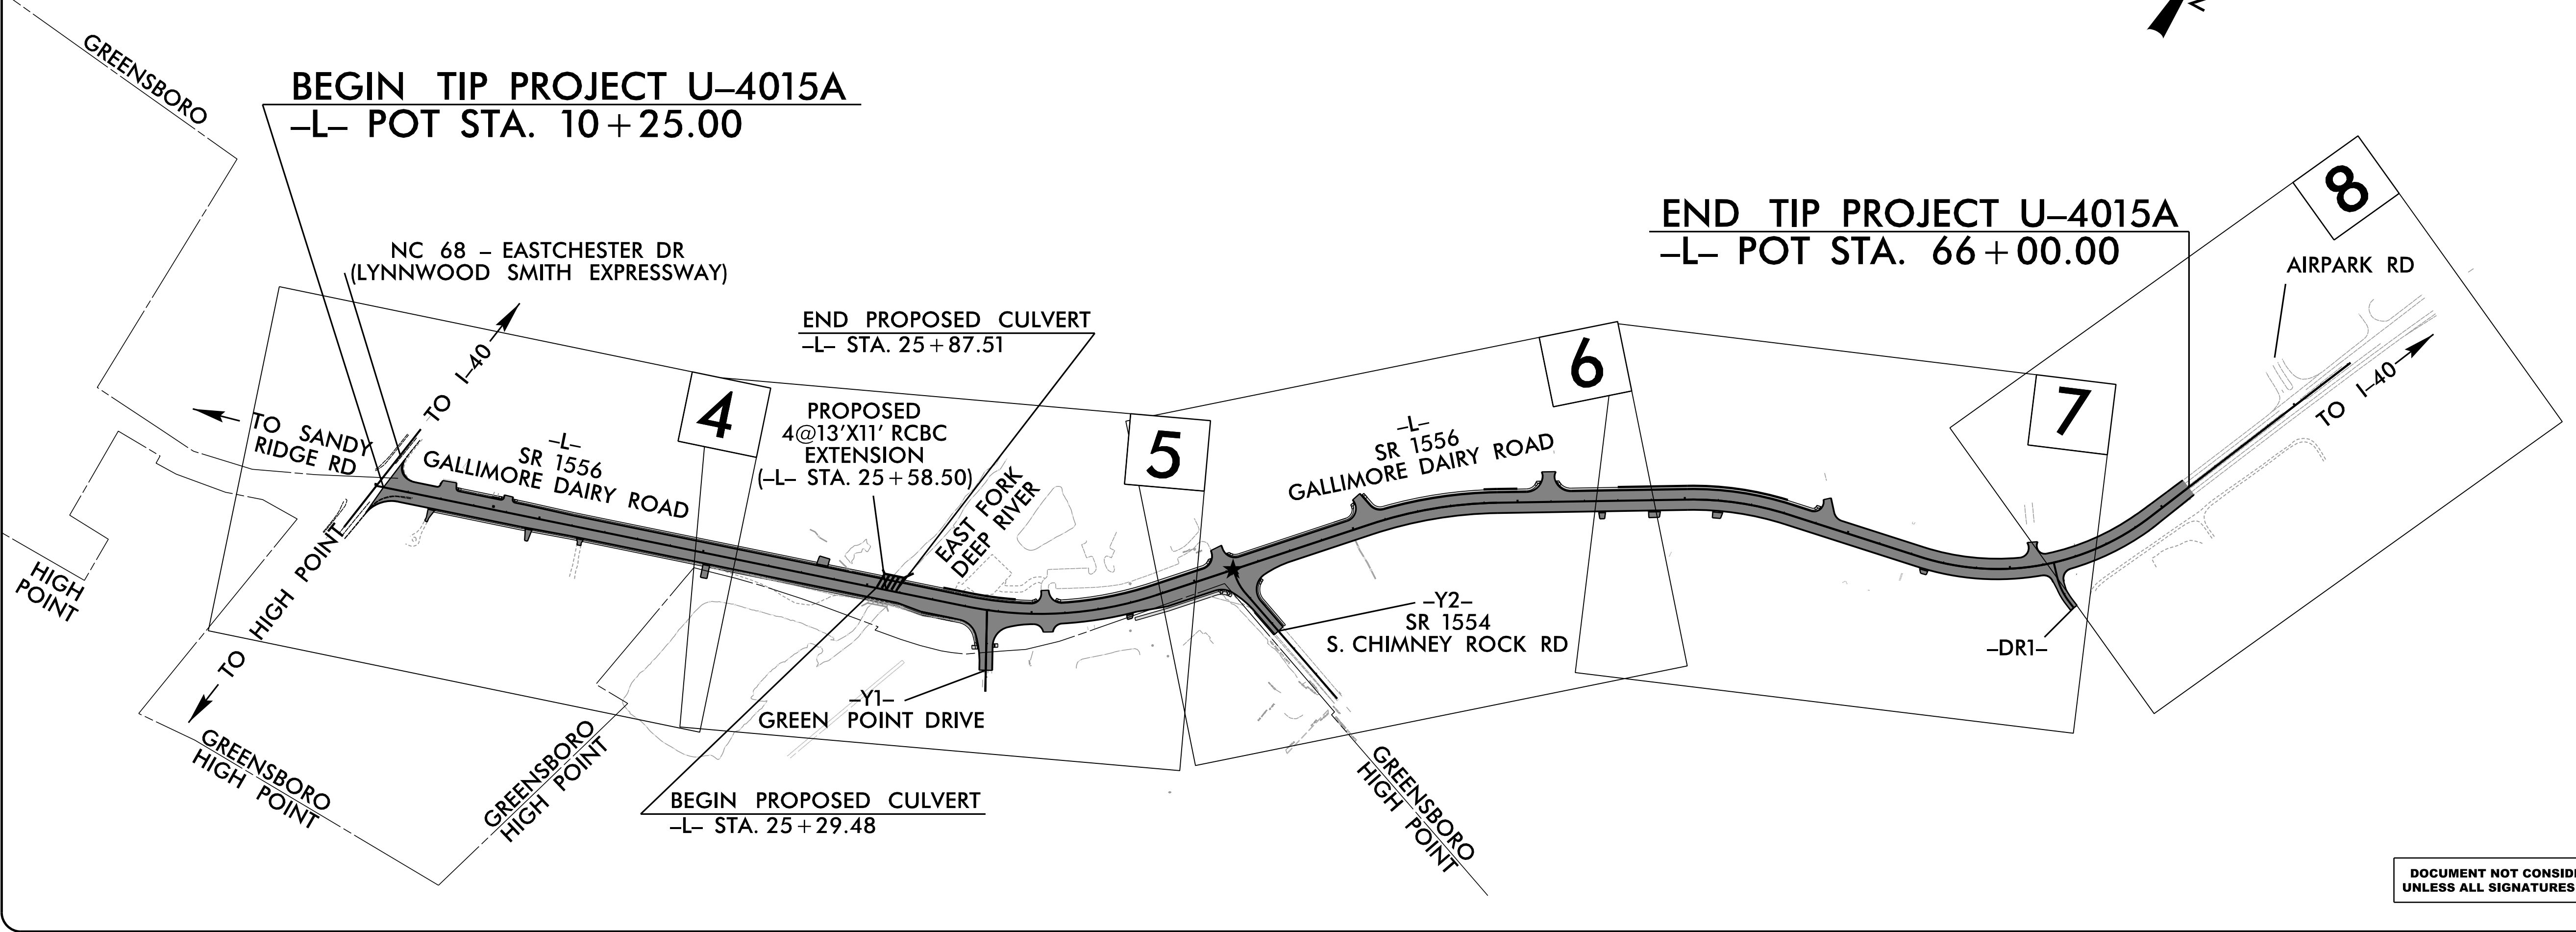 GREENSBORO
BEGIN TIP PROJECT U–4015A
–L– POT STA. 10+25.00
NC 68 – EASTCHESTER DR
(LYNNWOOD SMITH EXPRESSWAY)
TO I–40
TO SANDY
RIDGE RD
–L–
SR 1556
GALLIMORE DAIRY ROAD
4
END PROPOSED CULVERT
–L– STA. 25+87.51
PROPOSED
4@13'X11' RCBC
EXTENSION
(–L– STA. 25+58.50)
EAST FORK
DEEP RIVER
5
–L–
SR 1556
GALLIMORE DAIRY ROAD
6
END TIP PROJECT U–4015A
–L– POT STA. 66+00.00
7
8
AIRPARK RD
TO I–40
HIGH
POINT
TO HIGH POINT
GREENSBORO
HIGH POINT
GREENSBORO
HIGH POINT
–Y1–
GREEN POINT DRIVE
BEGIN PROPOSED CULVERT
–L– STA. 25+29.48
–Y2–
SR 1554
S. CHIMNEY ROCK RD
GREENSBORO
HIGH POINT
–DR1–
DOCUMENT NOT
UNLESS ALL SIGNATURES